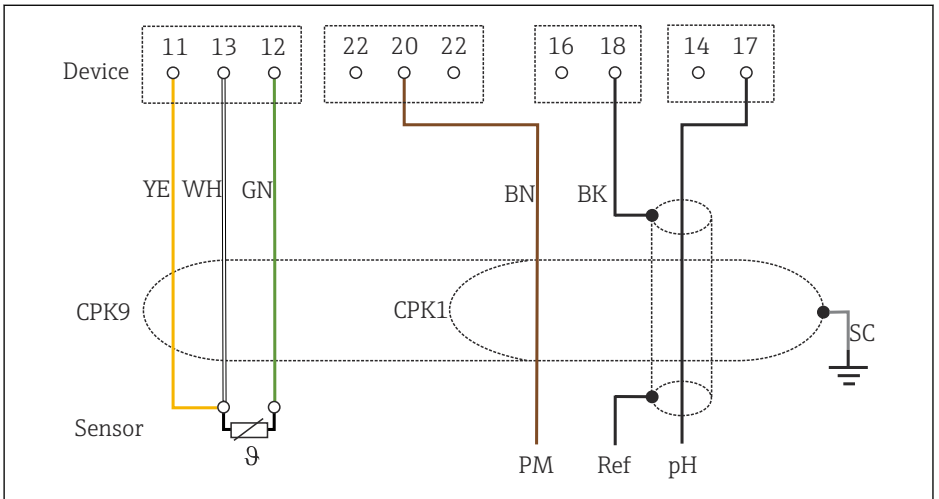 11 13 12 22 20 22 16 18 14 17
Device
YE WH GN BN BK
CPK9 CPK1
SC
Sensor
ϑ
PM Ref pH